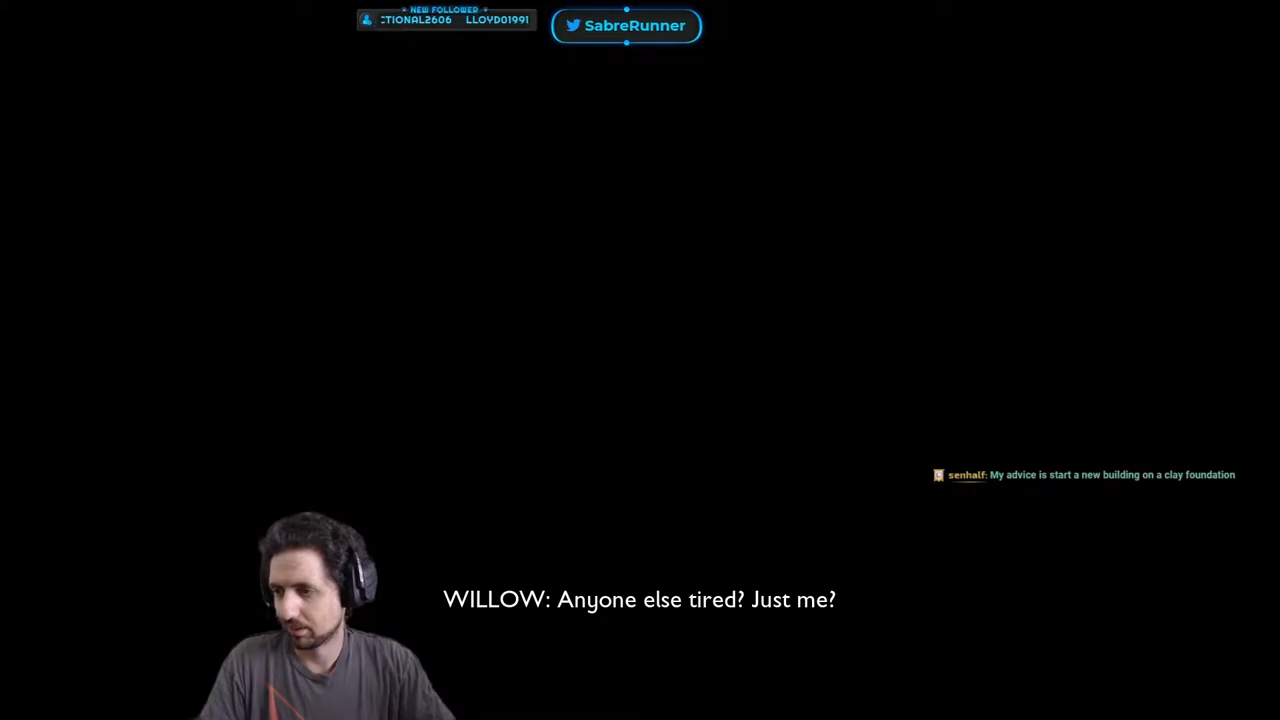 NEW FOLLOWER
CTIONAL2606 LLOYD01991
SabreRunner
senhalf: My advice is start a new building on a clay foundation
WILLOW: Anyone else tired? Just me?